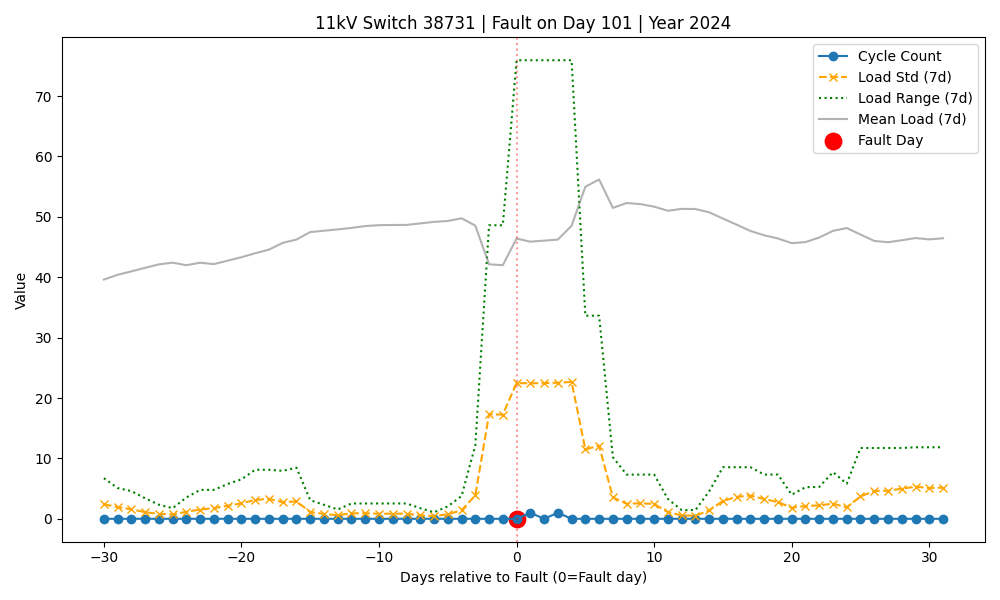 11kV Switch 38731 | Fault on Day 101 | Year 2024
Cycle Count
Load Std (7d)
Load Range (7d)
Mean Load (7d)
Fault Day
Value
70
60
50
40
30
20
10
0
−30
−20
−10
0
10
20
30
Days relative to Fault (0=Fault day)